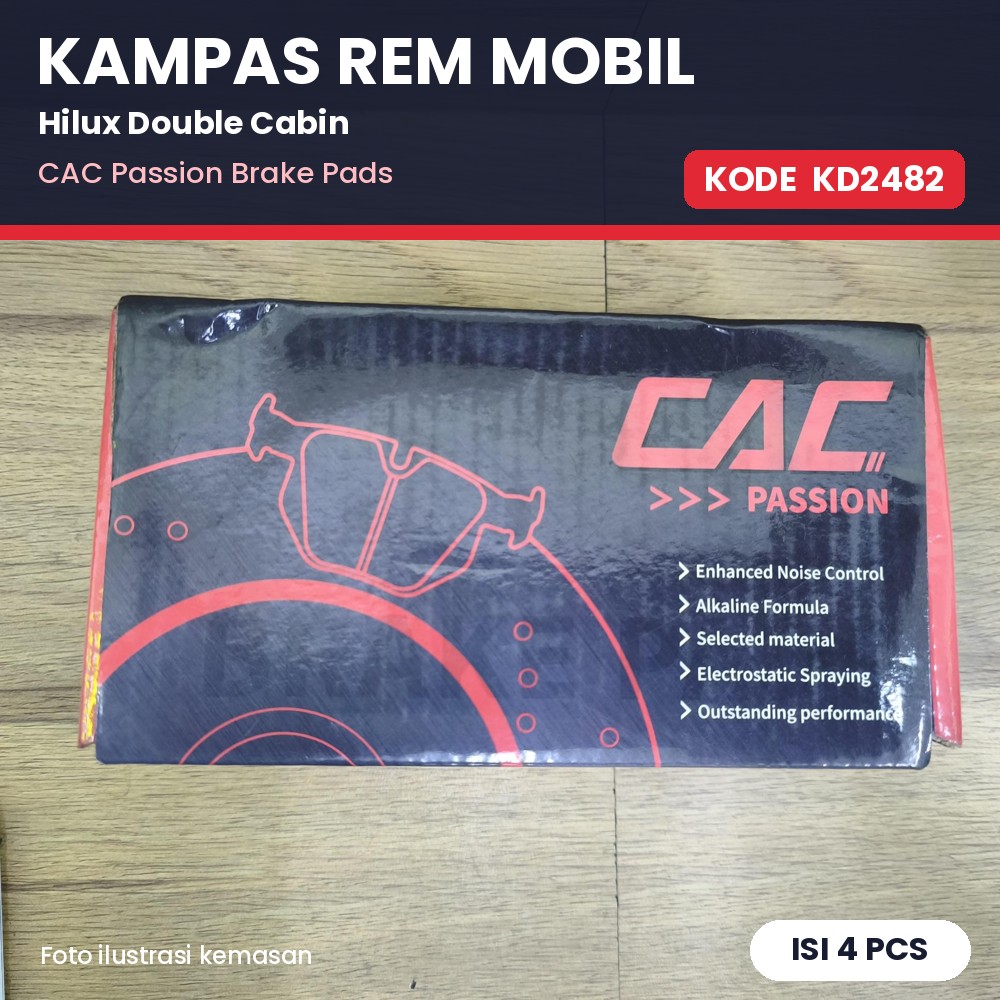 KAMPAS REM MOBIL
Hilux Double Cabin
CAC Passion Brake Pads
KODE KD2482
CAC
>>> PASSION
> Enhanced Noise Control
> Alkaline Formula
> Selected material
> Electrostatic Spraying
> Outstanding performance
Foto ilustrasi kemasan
ISI 4 PCS